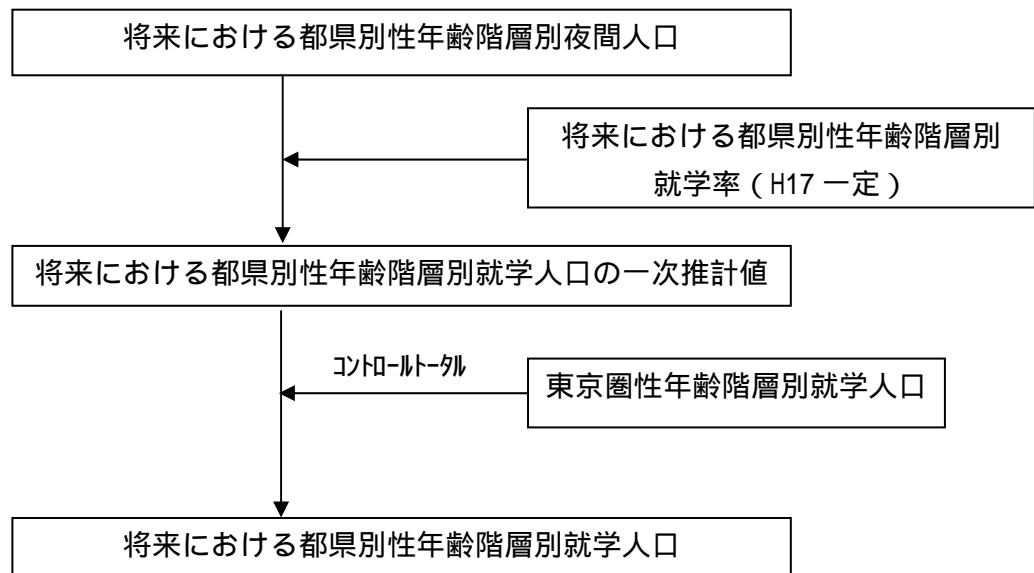 将来における都県別性年齢階層別夜間人口
将来における都県別性年齢階層別
就学率（H17 一定）
将来における都県別性年齢階層別就学人口の一次推計値
ｺﾝﾄﾛｰﾙﾄｰﾀﾙ
東京圏性年齢階層別就学人口
将来における都県別性年齢階層別就学人口